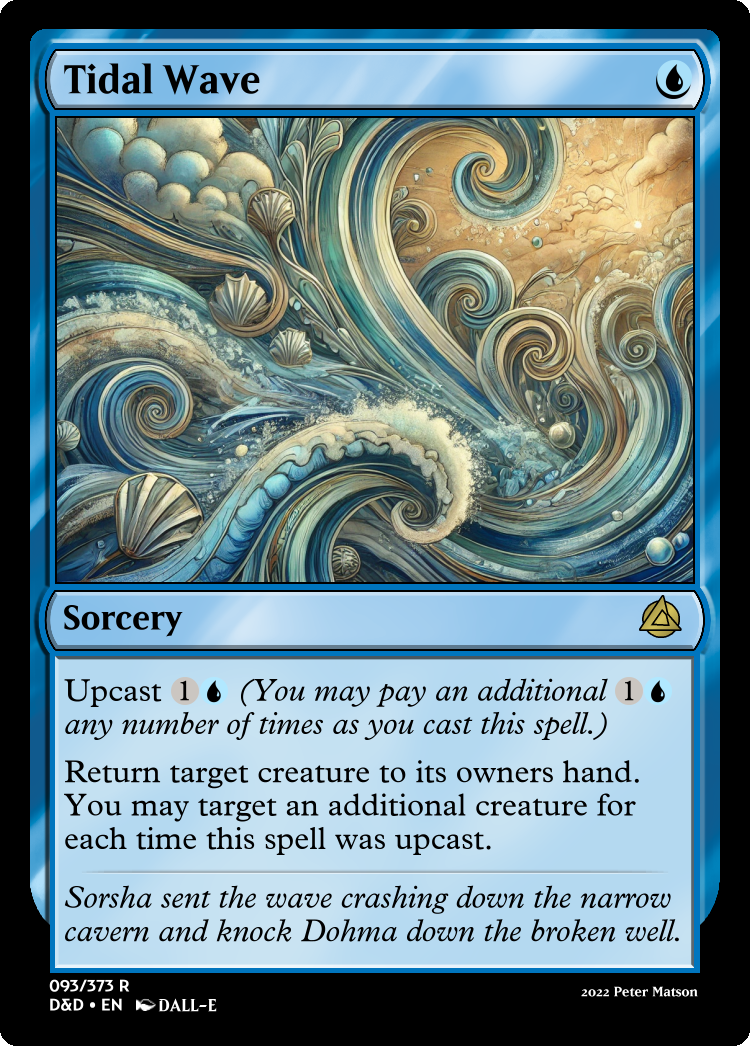 Tidal Wave
Sorcery
Upcast 1 (You may pay an additional 1
any number of times as you cast this spell.)
Return target creature to its owners hand.
You may target an additional creature for
each time this spell was upcast.
Sorsha sent the wave crashing down the narrow
cavern and knock Dohma down the broken well.
093/373 R
D&D • EN DALL-E
2022 Peter Matson